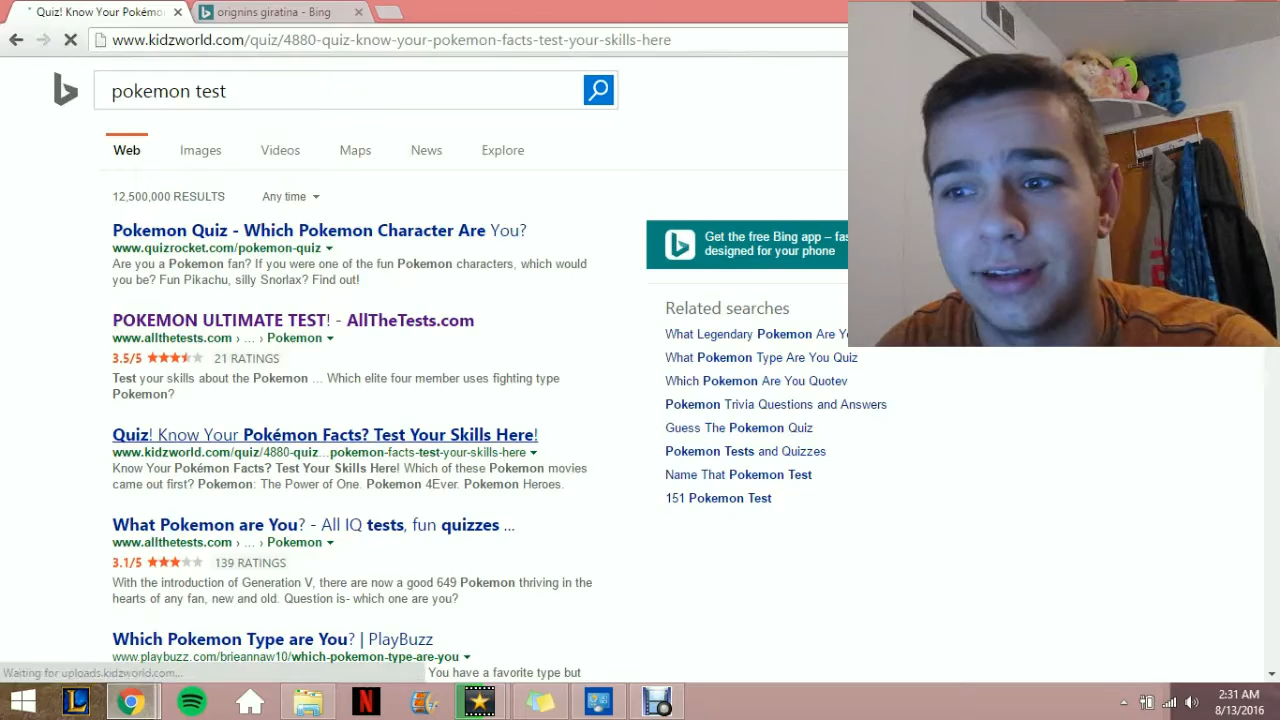 Quiz! Know Your Pokémon
orignins giratina - Bing
www.kidzworld.com/quiz/4880-quiz-know-your-pokemon-facts-test-your-skills-here
pokemon test
Web Images Videos Maps News Explore
12,500,000 RESULTS Any time
Pokemon Quiz - Which Pokemon Character Are You?
www.quizrocket.com/pokemon-quiz
Are you a Pokemon fan? If you were one of the fun Pokemon characters, which would
you be? Fun Pikachu, silly Snorlax? Find out!
POKEMON ULTIMATE TEST! - AllTheTests.com
www.allthetests.com › ... › Pokemon
3.5/5 21 RATINGS
Test your skills about the Pokemon ... Which elite four member uses fighting type
Pokemon?
Quiz! Know Your Pokémon Facts? Test Your Skills Here!
www.kidzworld.com/quiz/4880-quiz...pokemon-facts-test-your-skills-here
Know Your Pokémon Facts? Test Your Skills Here! Which of these Pokemon movies
came out first? Pokemon: The Power of One. Pokemon 4Ever. Pokemon Heroes.
What Pokemon are You? - All IQ tests, fun quizzes ...
www.allthetests.com › ... › Pokemon
3.1/5 139 RATINGS
With the introduction of Generation V, there are now a good 649 Pokemon thriving in the
hearts of any fan, new and old. Question is- which one are you?
Which Pokemon Type are You? | PlayBuzz
www.playbuzz.com/brieannaw10/which-pokemon-type-are-you
You have a favorite type but
Waiting for uploads.kidzworld.com...
Get the free Bing app – fas
designed for your phone
Related searches
What Legendary Pokemon Are Yo
What Pokemon Type Are You Quiz
Which Pokemon Are You Quotev
Pokemon Trivia Questions and Answers
Guess The Pokemon Quiz
Pokemon Tests and Quizzes
Name That Pokemon Test
151 Pokemon Test
2:31 AM
8/13/2016